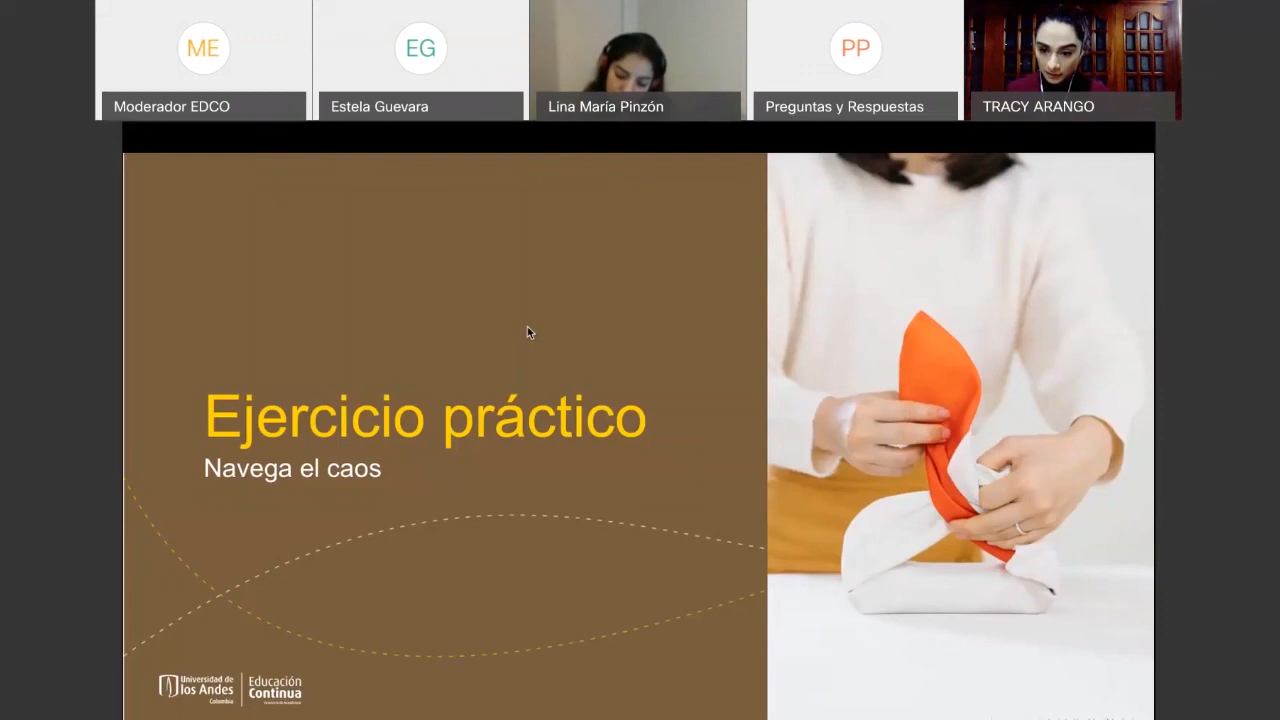 ME
EG
PP
Moderador EDCO
Estela Guevara
Lina María Pinzón
Preguntas y Respuestas
TRACY ARANGO
Ejercicio práctico
Navega el caos
Universidad de
los Andes
Colombia
Educación
Continua